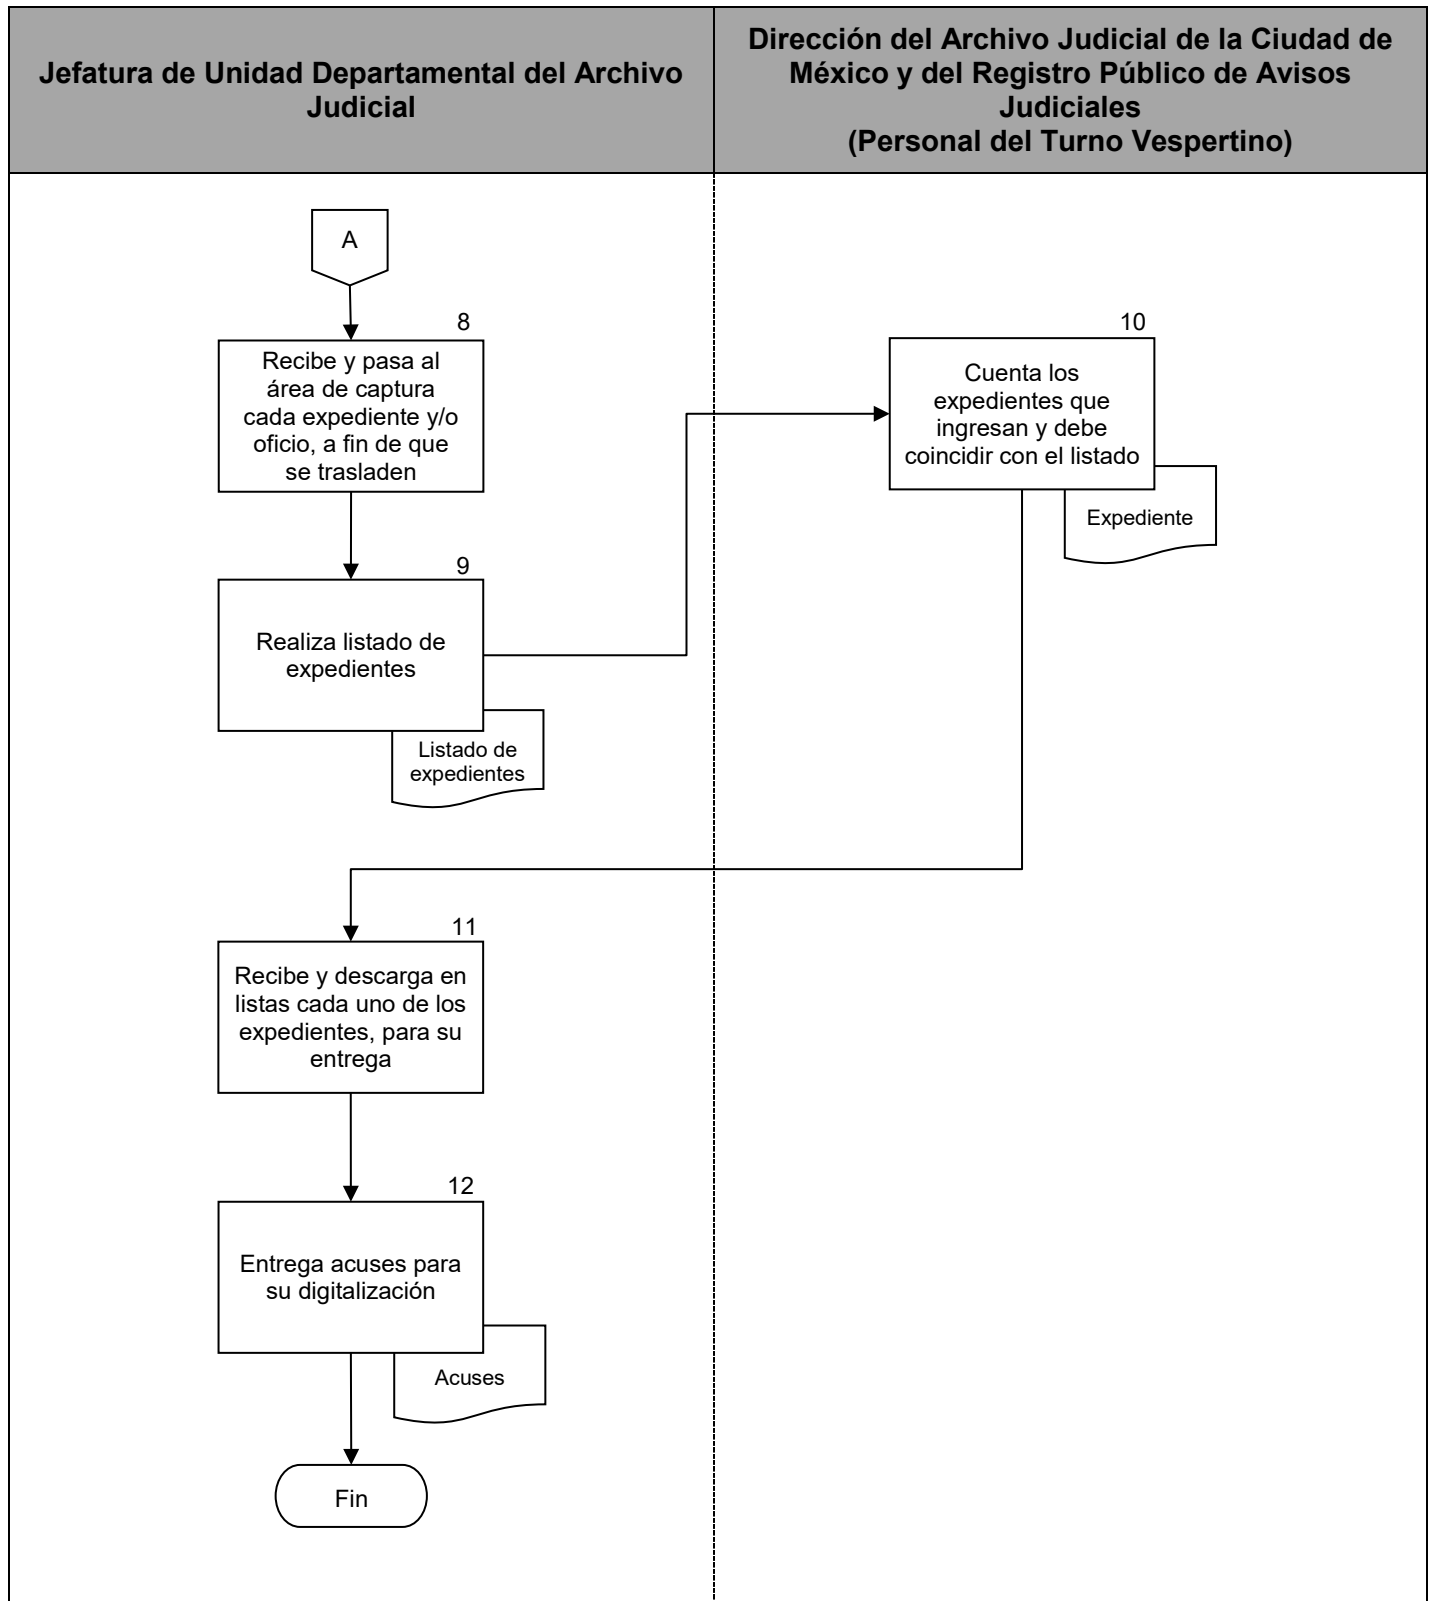 Jefatura de Unidad Departamental del Archivo
Judicial
Dirección del Archivo Judicial de la Ciudad de
México y del Registro Público de Avisos
Judiciales
(Personal del Turno Vespertino)
A
8
Recibe y pasa al
área de captura
cada expediente y/o
oficio, a fin de que
se trasladen
9
Realiza listado de
expedientes
Listado de
expedientes
10
Cuenta los
expedientes que
ingresan y debe
coincidir con el listado
Expediente
11
Recibe y descarga en
listas cada uno de los
expedientes, para su
entrega
12
Entrega acuses para
su digitalización
Acuses
Fin